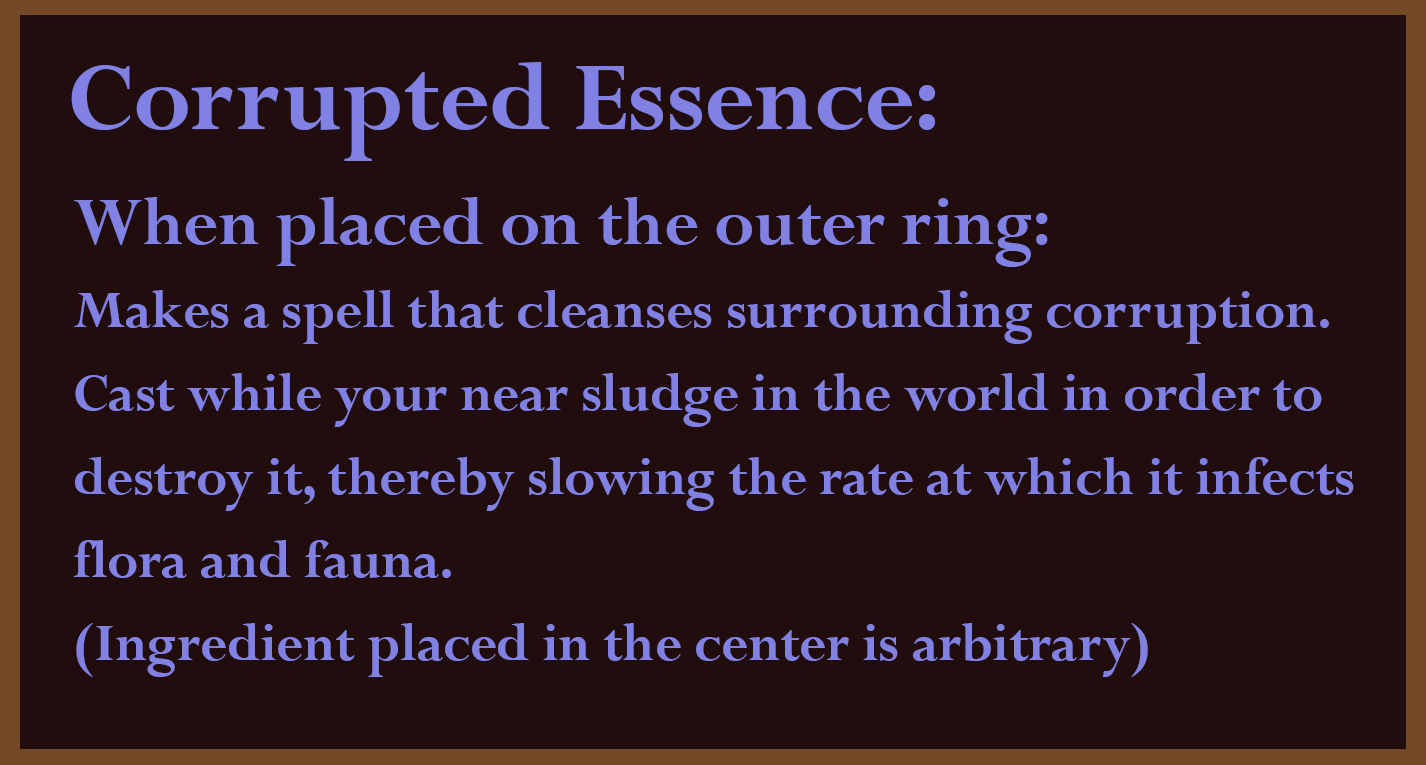 Corrupted Essence:
When placed on the outer ring:
Makes a spell that cleanses surrounding corruption.
Cast while your near sludge in the world in order to
destroy it, thereby slowing the rate at which it infects
flora and fauna.
(Ingredient placed in the center is arbitrary)